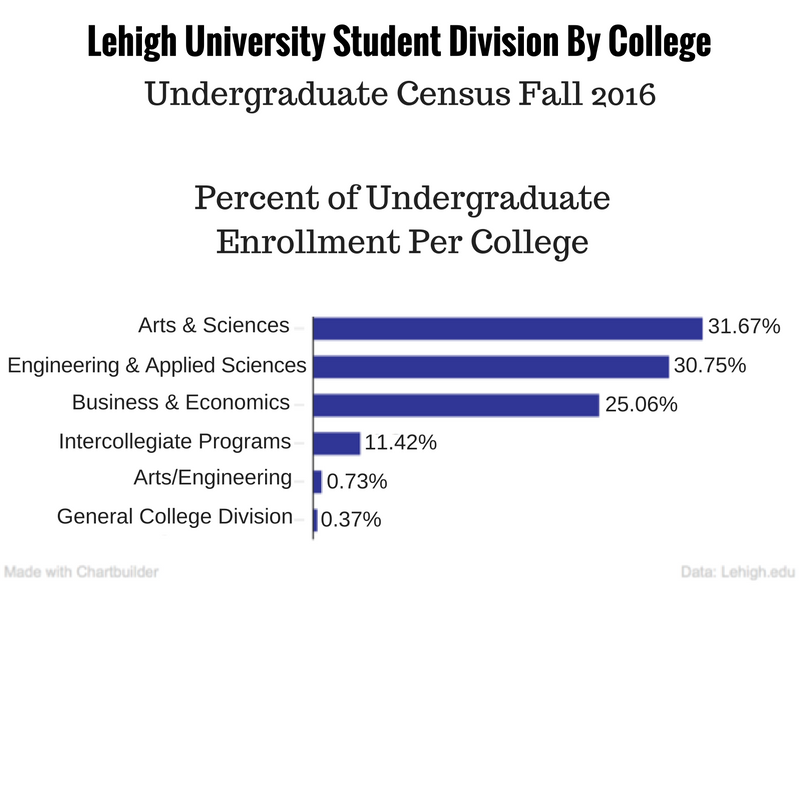 Lehigh University Student Division By College
Undergraduate Census Fall 2016
Percent of Undergraduate
Enrollment Per College
Arts & Sciences 31.67%
Engineering & Applied Sciences 30.75%
Business & Economics 25.06%
Intercollegiate Programs 11.42%
Arts/Engineering 0.73%
General College Division 0.37%
Made with Chartbuilder Data: Lehigh.edu